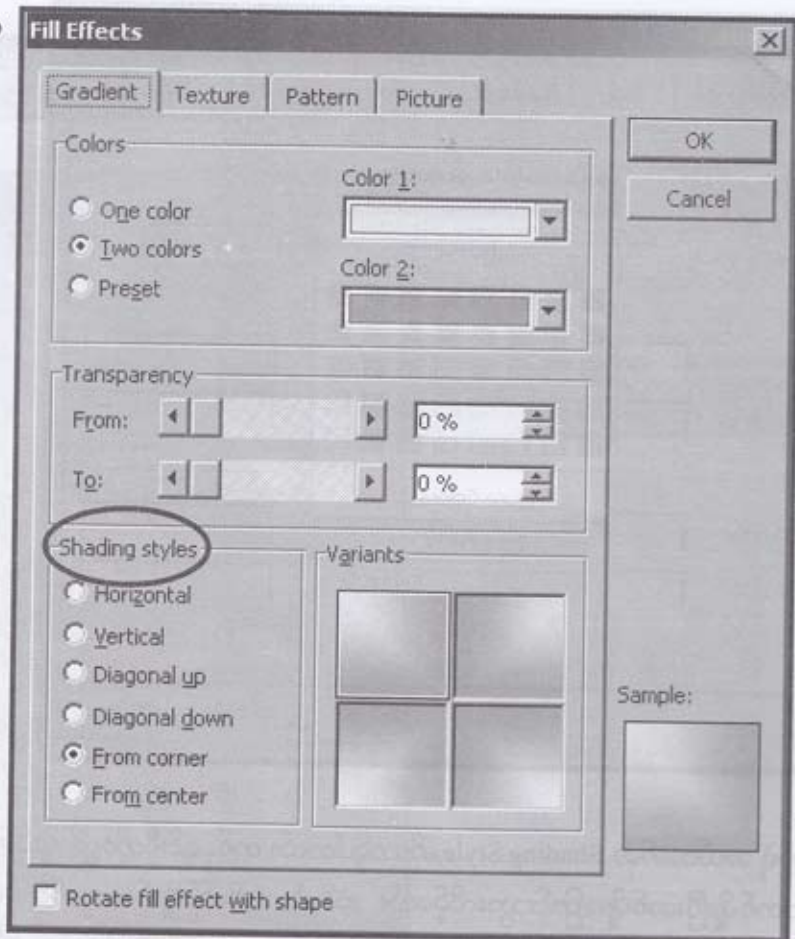 Fill Effects
Gradient
Texture
Pattern
Picture
OK
Cancel
Colors
One color
Two colors
Preset
Color 1:
Color 2:
Transparency
From:
0 %
To:
0 %
Shading styles
Horizontal
Vertical
Diagonal up
Diagonal down
From corner
From center
Variants
Sample:
Rotate fill effect with shape